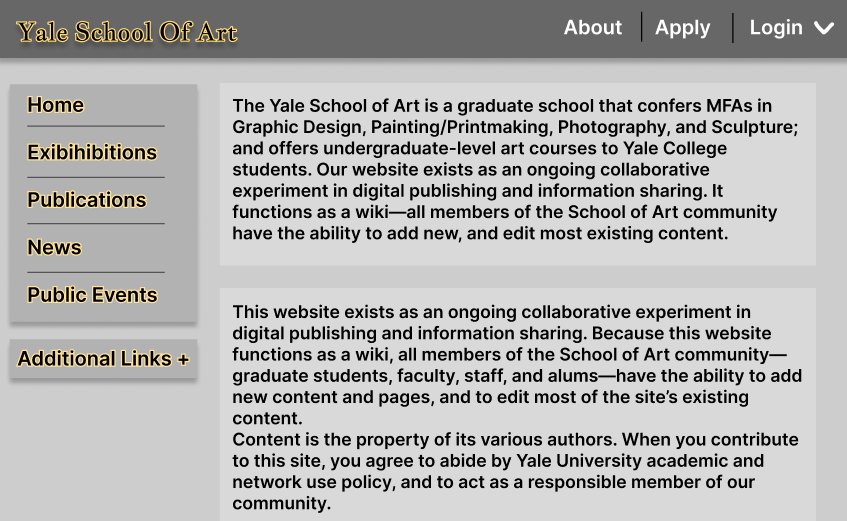 Yale School Of Art
About
Apply
Login
Home
Exibihibitions
Publications
News
Public Events
Additional Links +
The Yale School of Art is a graduate school that confers MFAs in
Graphic Design, Painting/Printmaking, Photography, and Sculpture;
and offers undergraduate-level art courses to Yale College
students. Our website exists as an ongoing collaborative
experiment in digital publishing and information sharing. It
functions as a wiki—all members of the School of Art community
have the ability to add new, and edit most existing content.
This website exists as an ongoing collaborative experiment in
digital publishing and information sharing. Because this website
functions as a wiki, all members of the School of Art community—
graduate students, faculty, staff, and alums—have the ability to add
new content and pages, and to edit most of the site’s existing
content.
Content is the property of its various authors. When you contribute
to this site, you agree to abide by Yale University academic and
network use policy, and to act as a responsible member of our
community.